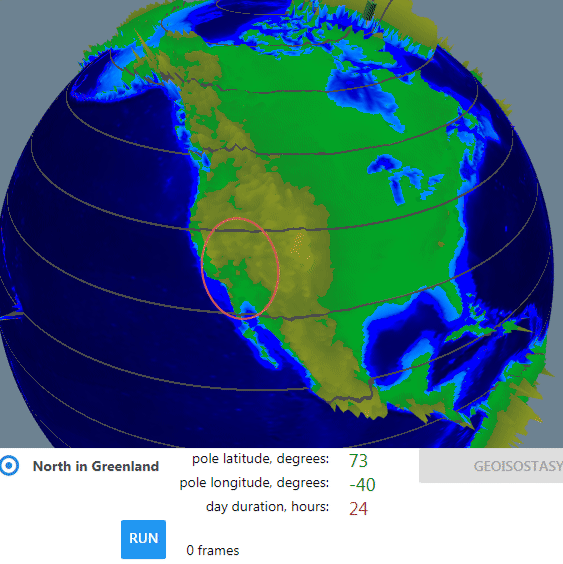 North in Greenland
pole latitude, degrees: 73
pole longitude, degrees: -40
day duration, hours: 24
GEOISOSTASY
RUN
0 frames